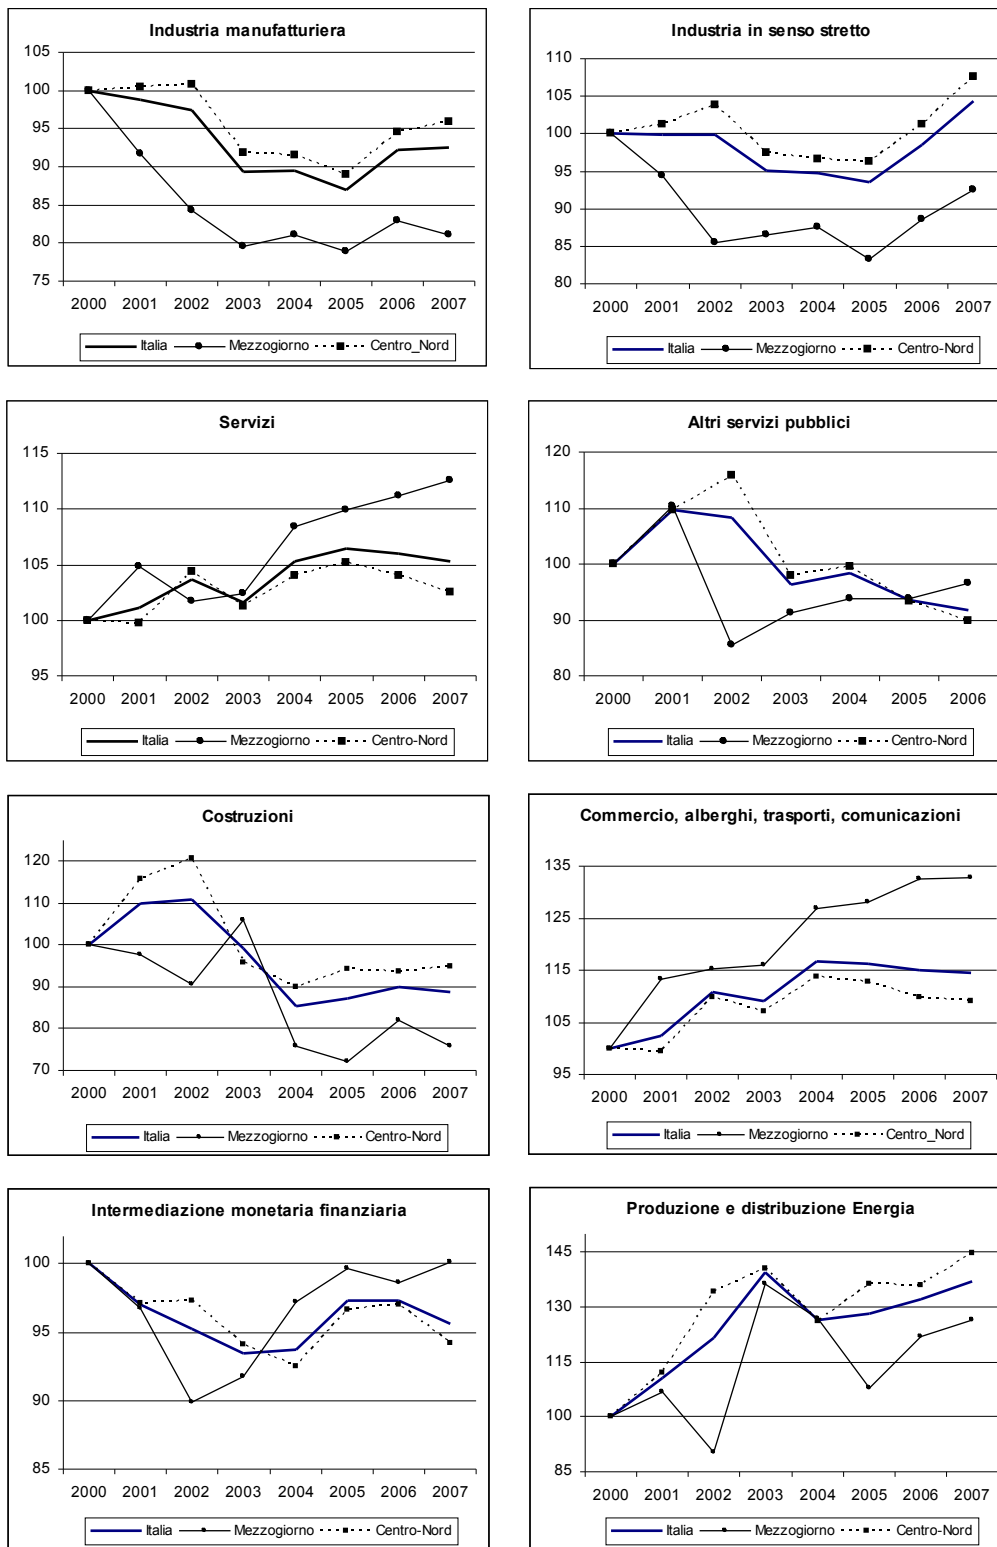 Industria manufatturiera
105
100
95
90
85
80
75
2000 2001 2002 2003 2004 2005 2006 2007
Italia Mezzogiorno Centro_Nord
Industria in senso stretto
110
105
100
95
90
85
80
2000 2001 2002 2003 2004 2005 2006 2007
Italia Mezzogiorno Centro-Nord
Servizi
115
110
105
100
95
2000 2001 2002 2003 2004 2005 2006 2007
Italia Mezzogiorno Centro-Nord
Altri servizi pubblici
120
110
100
90
80
2000 2001 2002 2003 2004 2005 2006
Italia Mezzogiorno Centro-Nord
Costruzioni
120
110
100
90
80
70
2000 2001 2002 2003 2004 2005 2006 2007
Italia Mezzogiorno Centro-Nord
Commercio, alberghi, trasporti, comunicazioni
135
125
115
105
95
2000 2001 2002 2003 2004 2005 2006 2007
Italia Mezzogiorno Centro_Nord
Intermediazione monetaria finanziaria
100
95
90
85
2000 2001 2002 2003 2004 2005 2006 2007
Italia Mezzogiorno Centro-Nord
Produzione e distribuzione Energia
145
130
115
100
85
2000 2001 2002 2003 2004 2005 2006 2007
Italia Mezzogiorno Centro-Nord